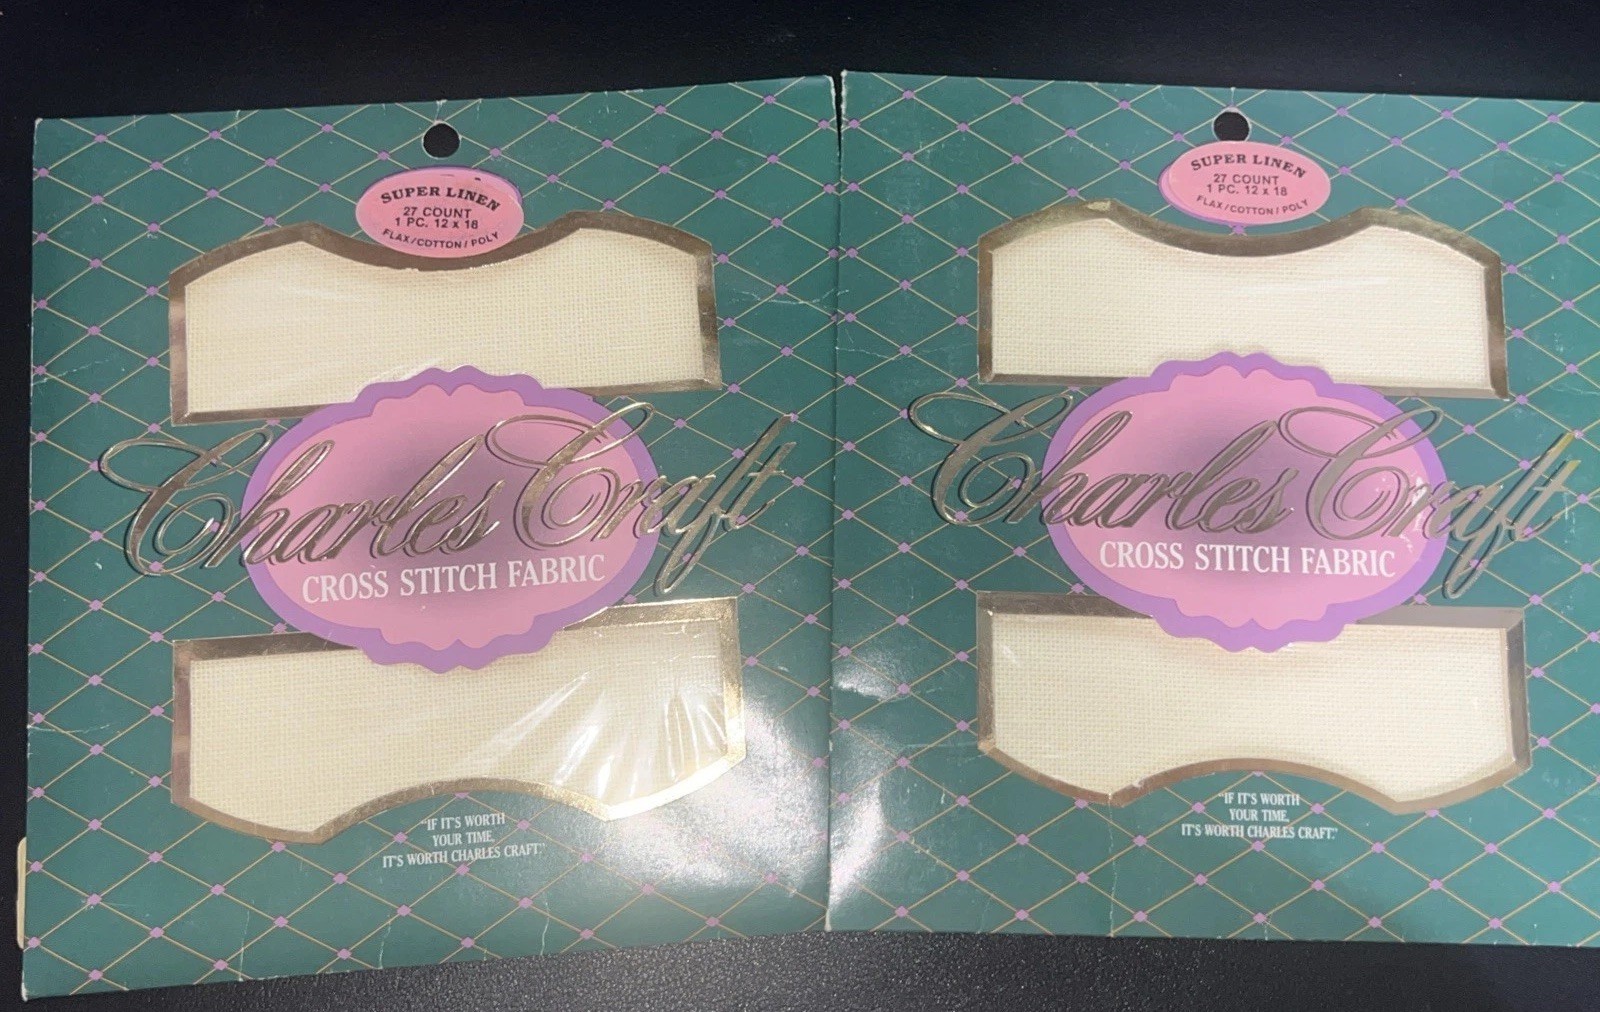 SUPER LINEN
27 COUNT
1 PC. 12 x 18
FLAX/COTTON/POLY
Charles Craft
CROSS STITCH FABRIC
"IF IT'S WORTH
YOUR TIME,
IT'S WORTH CHARLES CRAFT."
SUPER LINEN
27 COUNT
1 PC. 12 x 18
FLAX/COTTON/POLY
Charles Craft
CROSS STITCH FABRIC
"IF IT'S WORTH
YOUR TIME,
IT'S WORTH CHARLES CRAFT."